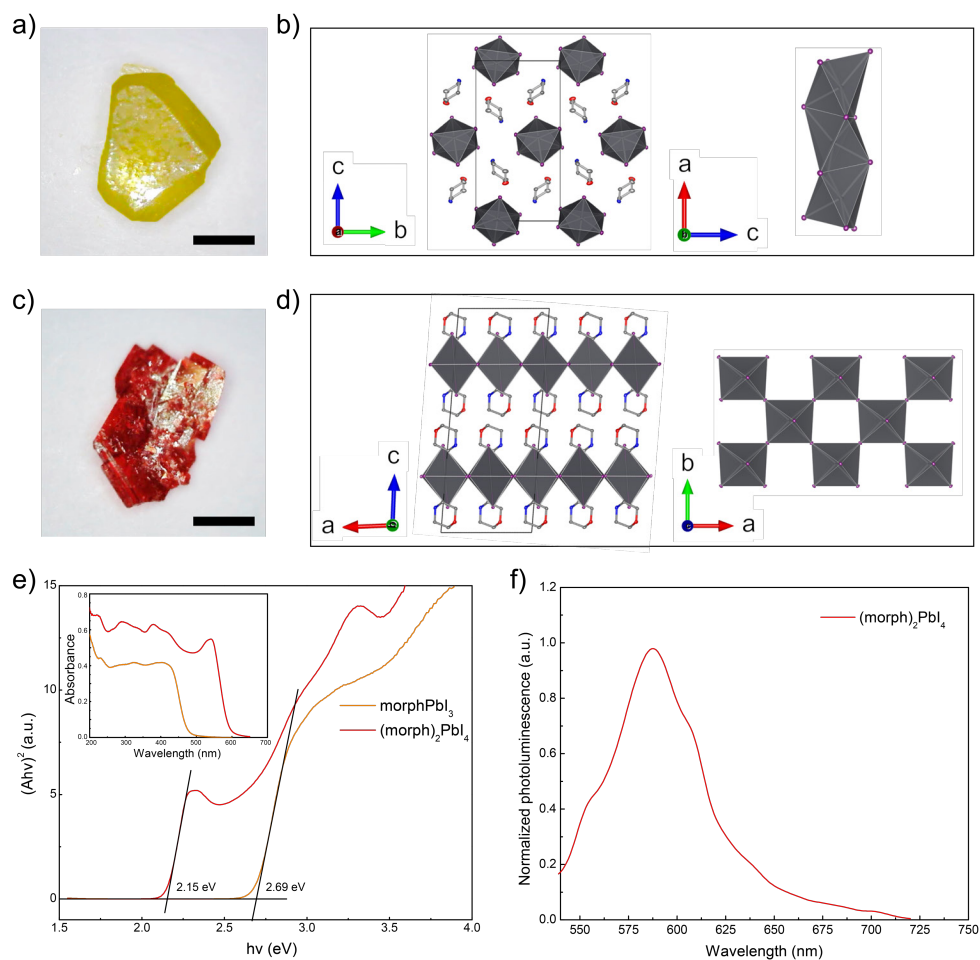 a)
b)
c
a
b
a
b
c
c)
d)
c
a
b
b
c
a
e)
15
10
5
0
(Ahν)² (a.u.)
1.5 2.0 2.5 3.0 3.5 4.0
hν (eV)
0.8
0.6
0.4
0.2
0.0
Absorbance
200 300 400 500 600 700
Wavelength (nm)
morphPbI₃
(morph)₂PbI₄
2.15 eV
2.69 eV
f)
1.2
1.0
0.8
0.6
0.4
0.2
0.0
Normalized photoluminescence (a.u.)
550 575 600 625 650 675 700 725 750
Wavelength (nm)
(morph)₂PbI₄